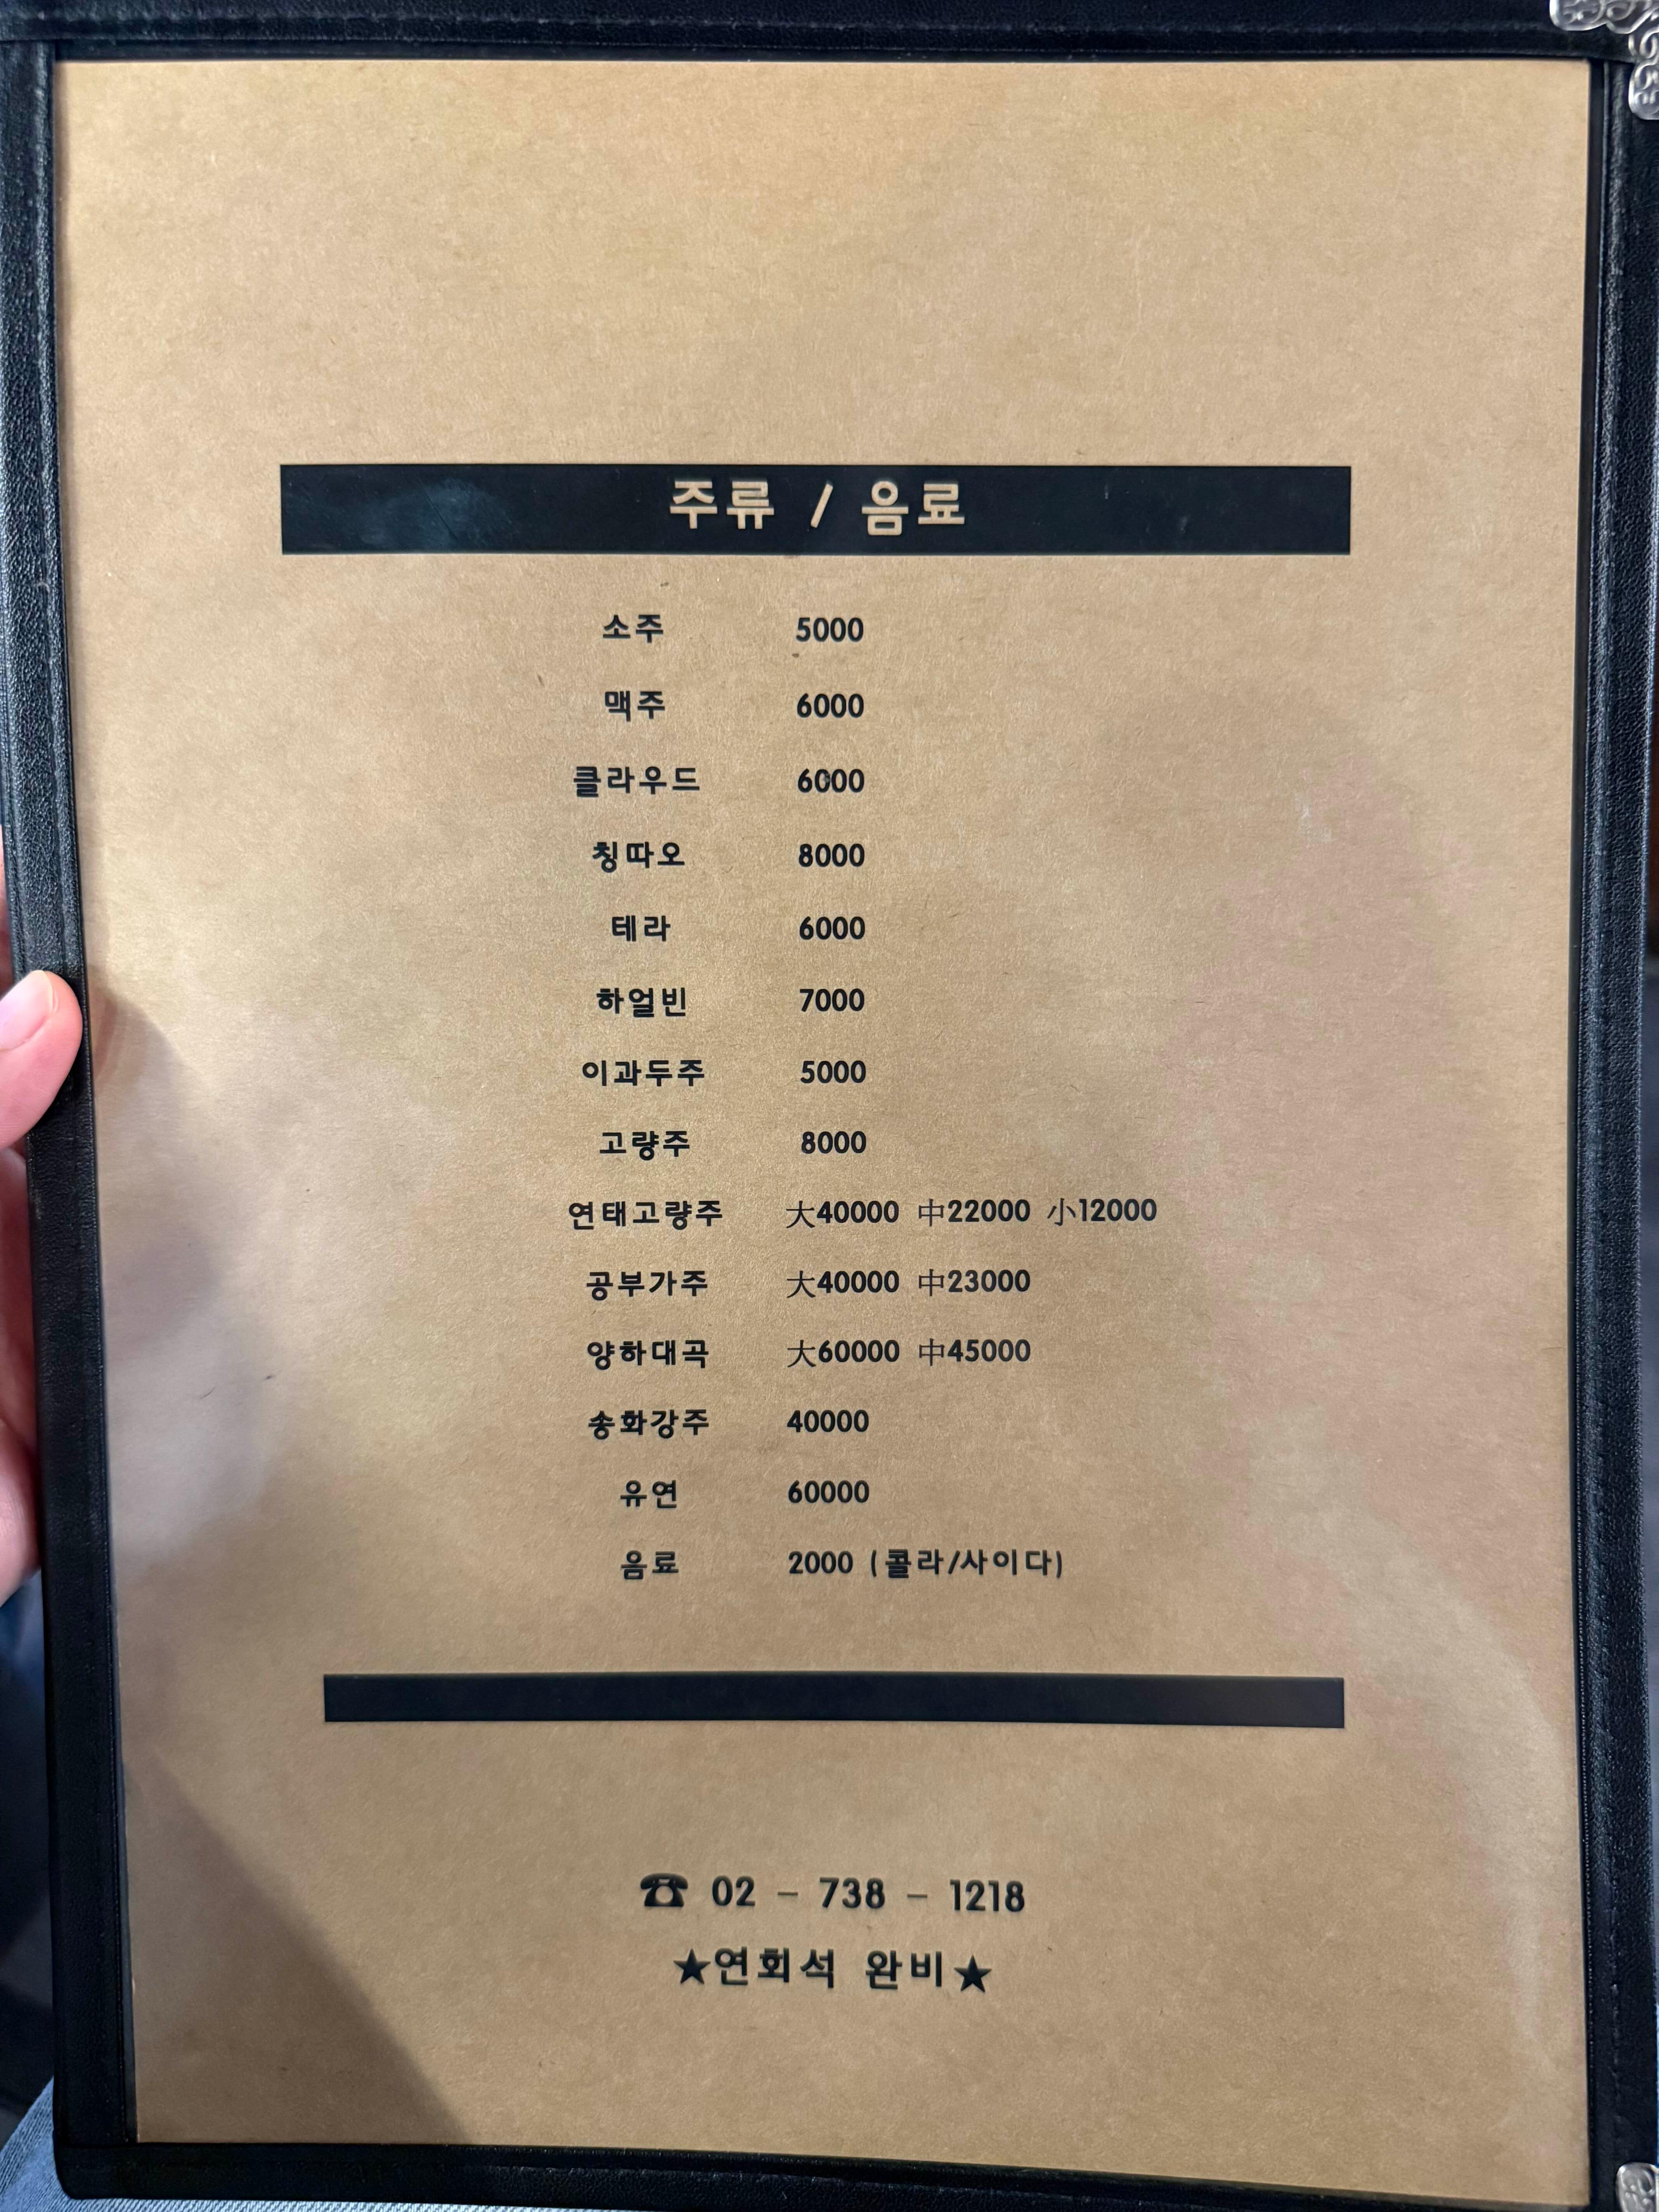 주류 / 음료
소주 5000
맥주 6000
클라우드 6000
칭따오 8000
테라 6000
하얼빈 7000
이과두주 5000
고량주 8000
연태고량주 大40000 中22000 小12000
공부가주 大40000 中23000
양하대곡 大60000 中45000
송화강주 40000
유연 60000
음료 2000 (콜라/사이다)
☎ 02 - 738 - 1218
★연회석 완비★